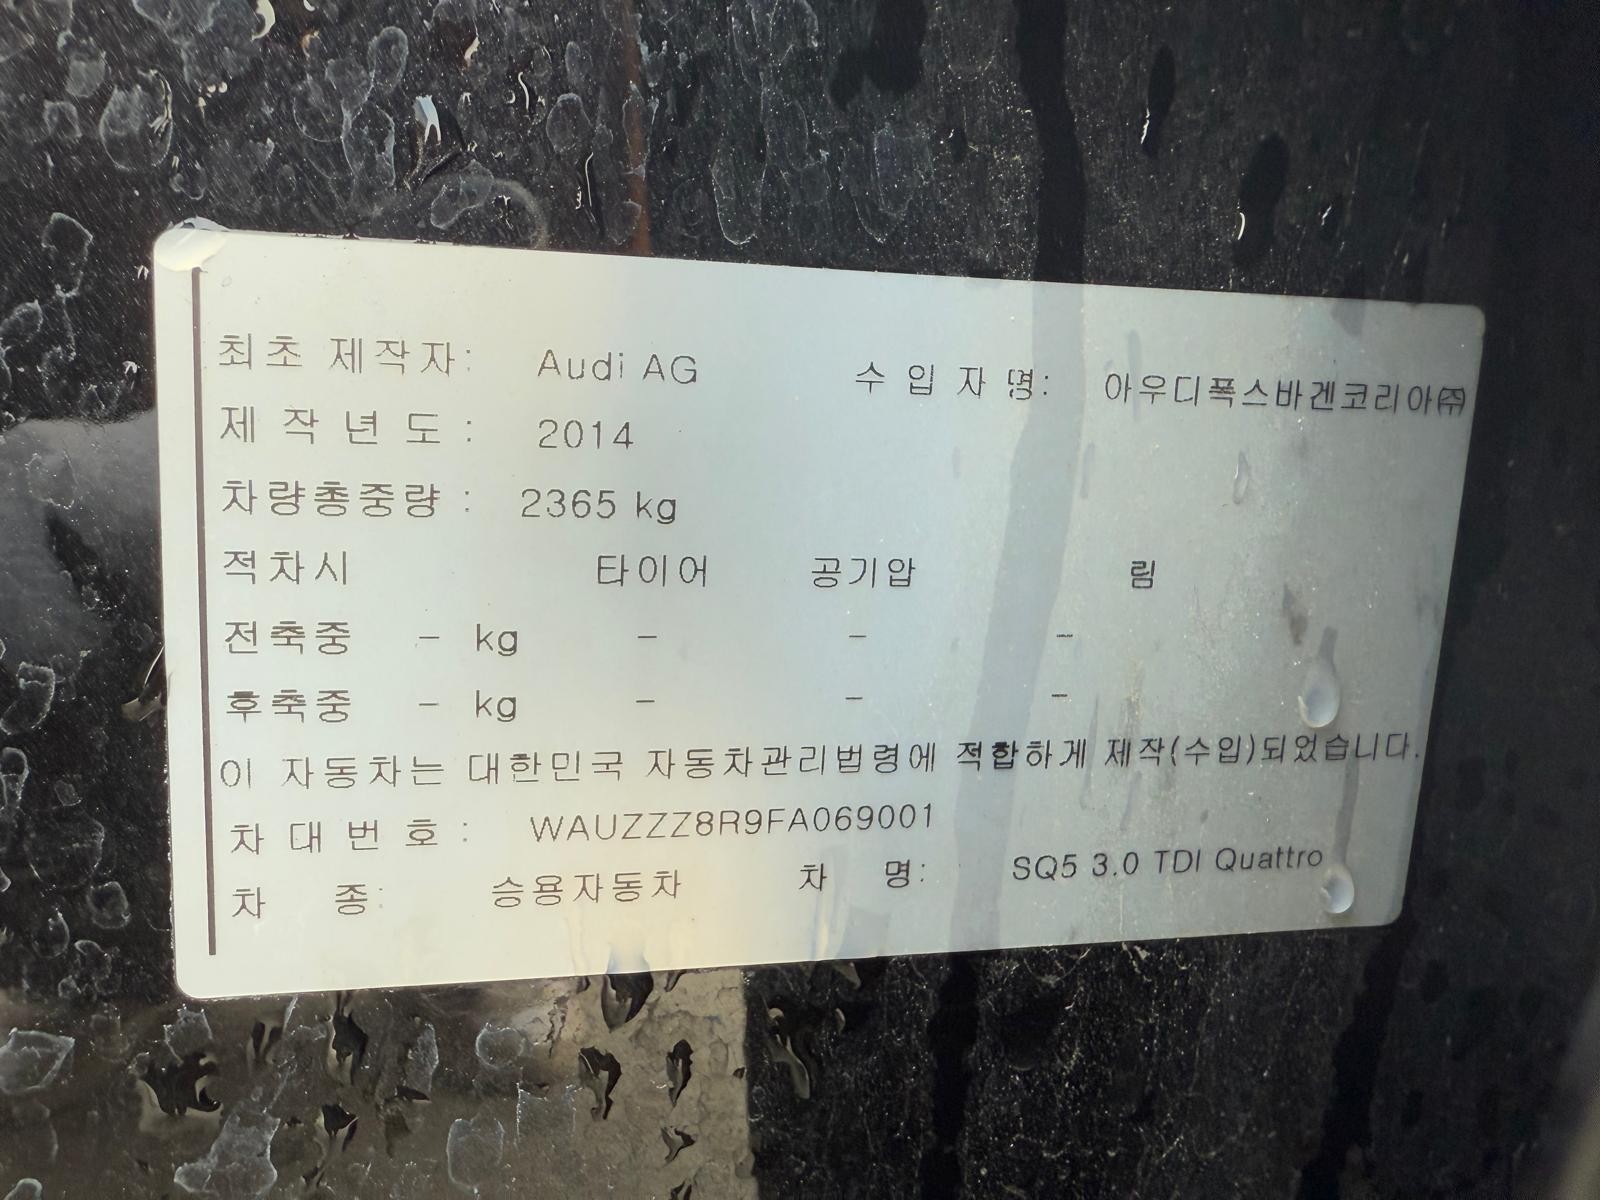 최초 제작자: Audi AG 수 입 자 명: 아우디폭스바겐코리아㈜
제 작 년 도 : 2014
차량총중량 : 2365 kg
적차시 타이어 공기압 림
전축중 - kg - - -
후축중 - kg - - -
이 자동차는 대한민국 자동차관리법령에 적합하게 제작(수입)되었습니다.
차 대 번 호 : WAUZZZ8R9FA069001
차 종: 승용자동차 차 명: SQ5 3.0 TDI Quattro